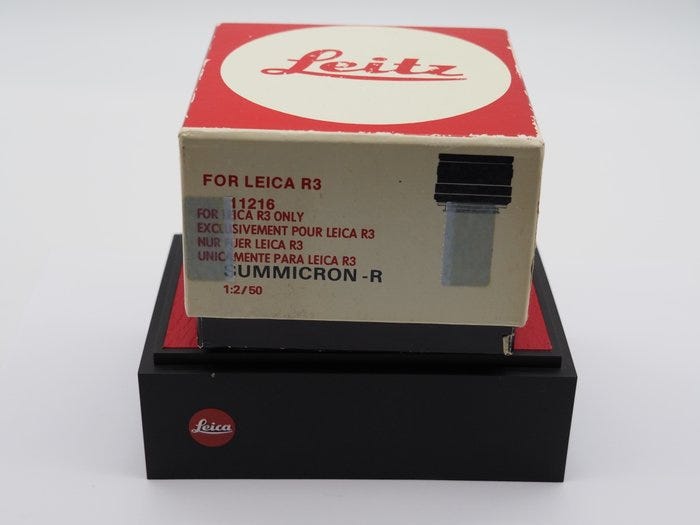 Leitz
FOR LEICA R3
11216
FOR LEICA R3 ONLY
EXCLUSIVEMENT POUR LEICA R3
NUR FUER LEICA R3
UNICAMENTE PARA LEICA R3
SUMMICRON-R
1:2/50
Leica